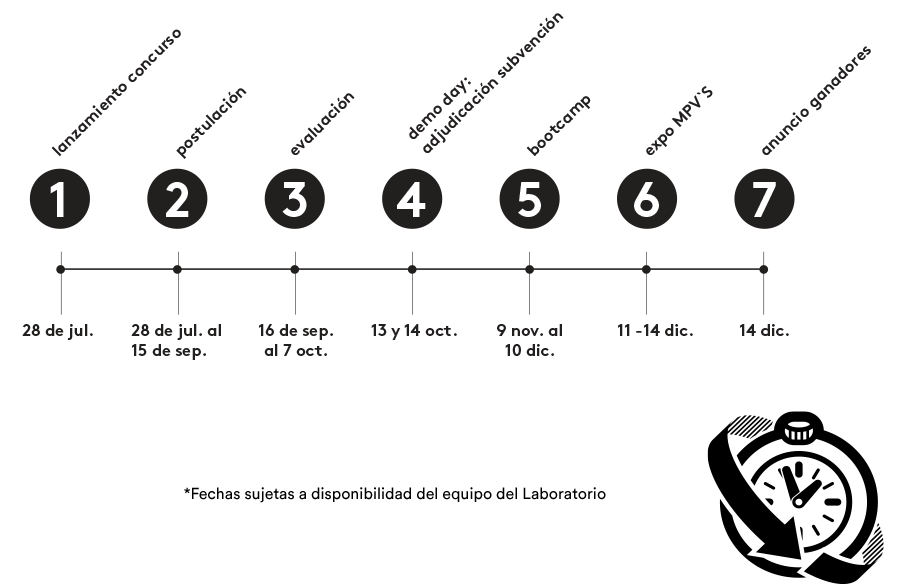 lanzamiento concurso
postulación
evaluación
demo day:
adjudicación subvención
bootcamp
expo MPV`S
anuncio ganadores
1
2
3
4
5
6
7
28 de jul.
28 de jul. al
15 de sep.
16 de sep.
al 7 oct.
13 y 14 oct.
9 nov. al
10 dic.
11 -14 dic.
14 dic.
*Fechas sujetas a disponibilidad del equipo del Laboratorio